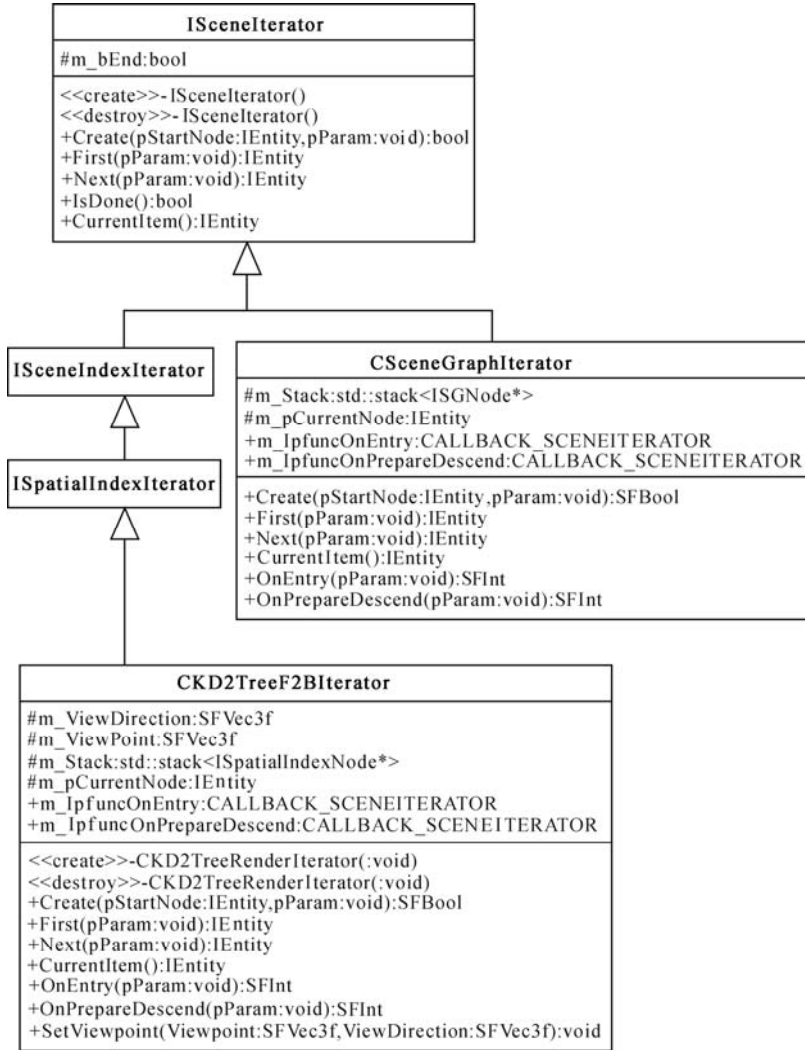 ISceneIterator
#m_bEnd:bool
<<create>>-ISceneIterator()
<<destroy>>-ISceneIterator()
+Create(pStartNode:IEntity,pParam:void):bool
+First(pParam:void):IEntity
+Next(pParam:void):IEntity
+IsDone():bool
+CurrentItem():IEntity
ISceneIndexIterator
ISpatialIndexIterator
CSceneGraphIterator
#m_Stack:std::stack<ISGNode*>
#m_pCurrentNode:IEntity
+m_IpfuncOnEntry:CALLBACK_SCENEITERATOR
+m_IpfuncOnPrepareDescend:CALLBACK_SCENEITERATOR
+Create(pStartNode:IEntity,pParam:void):SFBool
+First(pParam:void):IEntity
+Next(pParam:void):IEntity
+CurrentItem():IEntity
+OnEntry(pParam:void):SFInt
+OnPrepareDescend(pParam:void):SFInt
CKD2TreeF2BIterator
#m_ViewDirection:SFVec3f
#m_ViewPoint:SFVec3f
#m_Stack:std::stack<ISpatialIndexNode*>
#m_pCurrentNode:IEntity
+m_IpfuncOnEntry:CALLBACK_SCENEITERATOR
+m_IpfuncOnPrepareDescend:CALLBACK_SCENEITERATOR
<<create>>-CKD2TreeRenderIterator(:void)
<<destroy>>-CKD2TreeRenderIterator(:void)
+Create(pStartNode:IEntity,pParam:void):SFBool
+First(pParam:void):IEntity
+Next(pParam:void):IEntity
+CurrentItem():IEntity
+OnEntry(pParam:void):SFInt
+OnPrepareDescend(pParam:void):SFInt
+SetViewpoint(Viewpoint:SFVec3f,ViewDirection:SFVec3f):void